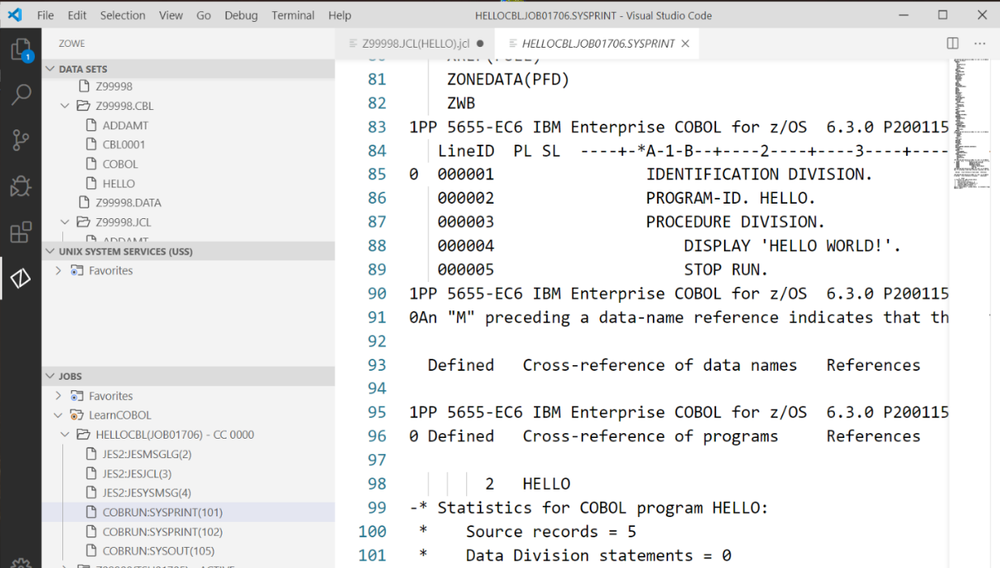 File Edit Selection View Go Debug Terminal Help HELLOCBL.JOB01706.SYSPRINT - Visual Studio Code
1
ZOWE
DATA SETS
Z99998
Z99998.CBL
ADDAMT
CBL0001
COBOL
HELLO
Z99998.DATA
Z99998.JCL
ADDAMT
UNIX SYSTEM SERVICES (USS)
Favorites
JOBS
Favorites
LearnCOBOL
HELLOCBL(JOB01706) - CC 0000
JES2:JESMSGLG(2)
JES2:JESJCL(3)
JES2:JESYSMSG(4)
COBRUN:SYSPRINT(101)
COBRUN:SYSPRINT(102)
COBRUN:SYSOUT(105)
Z99998.JCL(HELLO).jcl HELLOCBL.JOB01706.SYSPRINT
81 ZONEDATA(PFD)
82 ZWB
83 1PP 5655-EC6 IBM Enterprise COBOL for z/OS 6.3.0 P200115
84 LineID PL SL ----+-*A-1-B--+----2----+----3----+----
85 0 000001 IDENTIFICATION DIVISION.
86 000002 PROGRAM-ID. HELLO.
87 000003 PROCEDURE DIVISION.
88 000004 DISPLAY 'HELLO WORLD!'.
89 000005 STOP RUN.
90 1PP 5655-EC6 IBM Enterprise COBOL for z/OS 6.3.0 P200115
91 0An "M" preceding a data-name reference indicates that th
92
93 Defined Cross-reference of data names References
94
95 1PP 5655-EC6 IBM Enterprise COBOL for z/OS 6.3.0 P200115
96 0 Defined Cross-reference of programs References
97
98 2 HELLO
99 -* Statistics for COBOL program HELLO:
100 * Source records = 5
101 * Data Division statements = 0